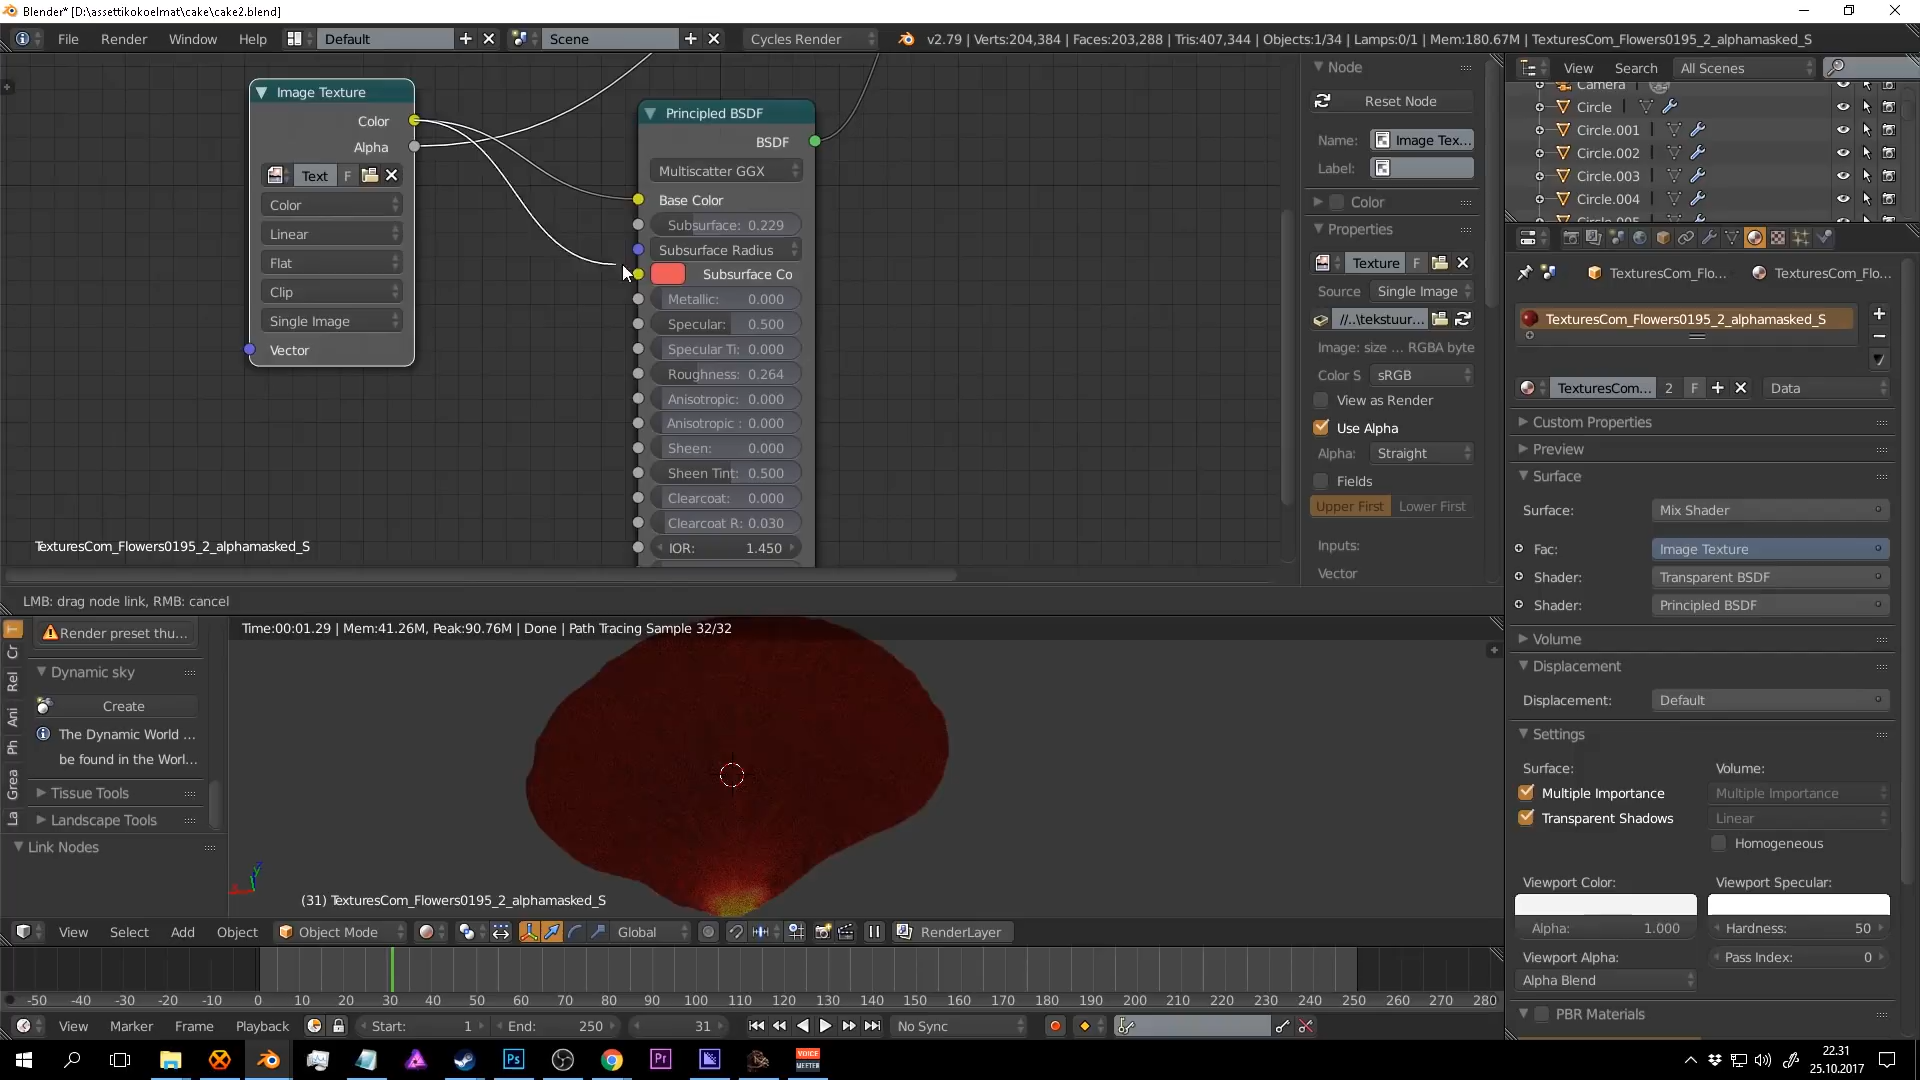 Blender* [D:\assettikokoelmat\cake\cake2.blend]
File Render Window Help Default Scene Cycles Render v2.79 | Verts:204,384 | Faces:203,288 | Tris:407,344 | Objects:1/34 | Lamps:0/1 | Mem:180.67M | TexturesCom_Flowers0195_2_alphamasked_S
Image Texture
Color
Alpha
Text F
Color
Linear
Flat
Clip
Single Image
Vector
Principled BSDF
BSDF
Multiscatter GGX
Base Color
Subsurface: 0.229
Subsurface Radius
Subsurface Co
Metallic: 0.000
Specular: 0.500
Specular Ti: 0.000
Roughness: 0.264
Anisotropic: 0.000
Anisotropic : 0.000
Sheen: 0.000
Sheen Tint: 0.500
Clearcoat: 0.000
Clearcoat R: 0.030
IOR: 1.450
TexturesCom_Flowers0195_2_alphamasked_S
Node
Reset Node
Name: Image Tex...
Label:
Color
Properties
Texture F
Source Single Image
//..\tekstuur...
Image: size ... RGBA byte
Color S sRGB
View as Render
Use Alpha
Alpha: Straight
Fields
Upper First Lower First
Inputs:
Vector
View Search All Scenes
Camera
Circle
Circle.001
Circle.002
Circle.003
Circle.004
Circle.005
TexturesCom_Flo... TexturesCom_Flo...
TexturesCom_Flowers0195_2_alphamasked_S
TexturesCom... 2 F Data
Custom Properties
Preview
Surface
Surface: Mix Shader
Fac: Image Texture
Shader: Transparent BSDF
Shader: Principled BSDF
Volume
Displacement
Displacement: Default
Settings
Surface: Volume:
Multiple Importance Multiple Importance
Transparent Shadows Linear
Homogeneous
Viewport Color: Viewport Specular:
Alpha: 1.000 Hardness: 50
Viewport Alpha: Pass Index: 0
Alpha Blend
PBR Materials
LMB: drag node link, RMB: cancel
T
Cr
Rel
Ani
Ph
Grea
La
Render preset thu...
Dynamic sky
Create
The Dynamic World ...
be found in the Worl...
Tissue Tools
Landscape Tools
Link Nodes
Time:00:01.29 | Mem:41.26M, Peak:90.76M | Done | Path Tracing Sample 32/32
(31) TexturesCom_Flowers0195_2_alphamasked_S
View Select Add Object Object Mode Global RenderLayer
-50 -40 -30 -20 -10 0 10 20 30 40 50 60 70 80 90 100 110 120 130 140 150 160 170 180 190 200 210 220 230 240 250 260 270 280
View Marker Frame Playback Start: 1 End: 250 31 No Sync
Ps Pr VOICE MEETER
22.31
25.10.2017